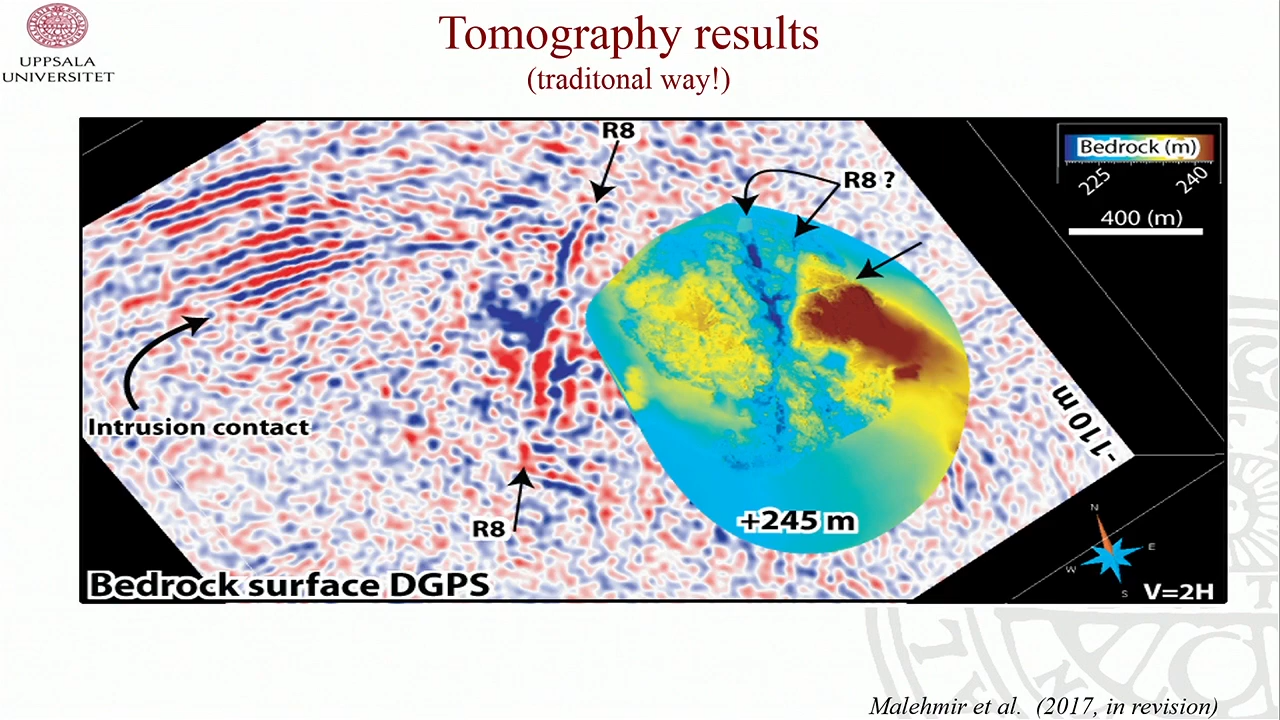 UPPSALA
UNIVERSITET
Tomography results
(traditonal way!)
R8
R8 ?
Bedrock (m)
225
240
400 (m)
Intrusion contact
-110 m
R8
+245 m
N
E
W
S
Bedrock surface DGPS
V=2H
Malehmir et al. (2017, in revision)